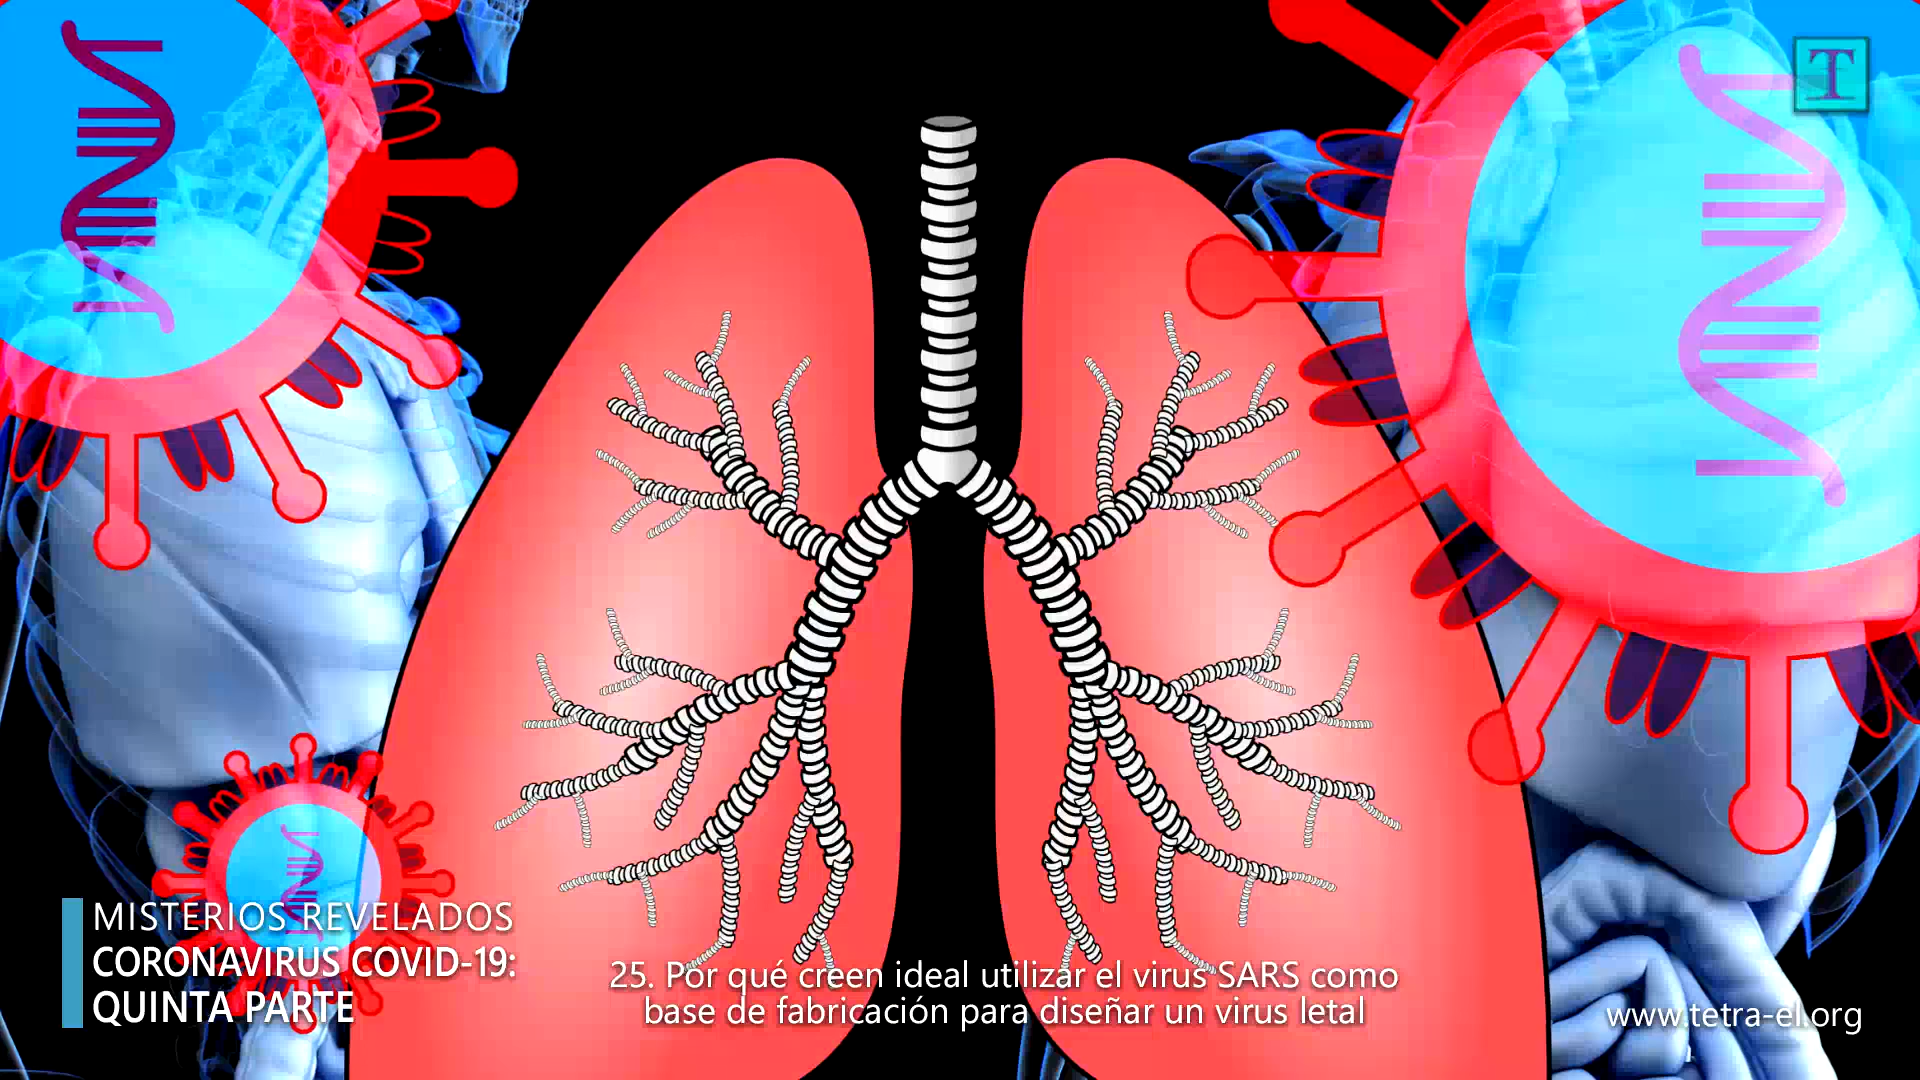 T
MISTERIOS REVELADOS
CORONAVIRUS COVID-19:
QUINTA PARTE
25. Por qué creen ideal utilizar el virus SARS como
base de fabricación para diseñar un virus letal
www.tetra-el.org